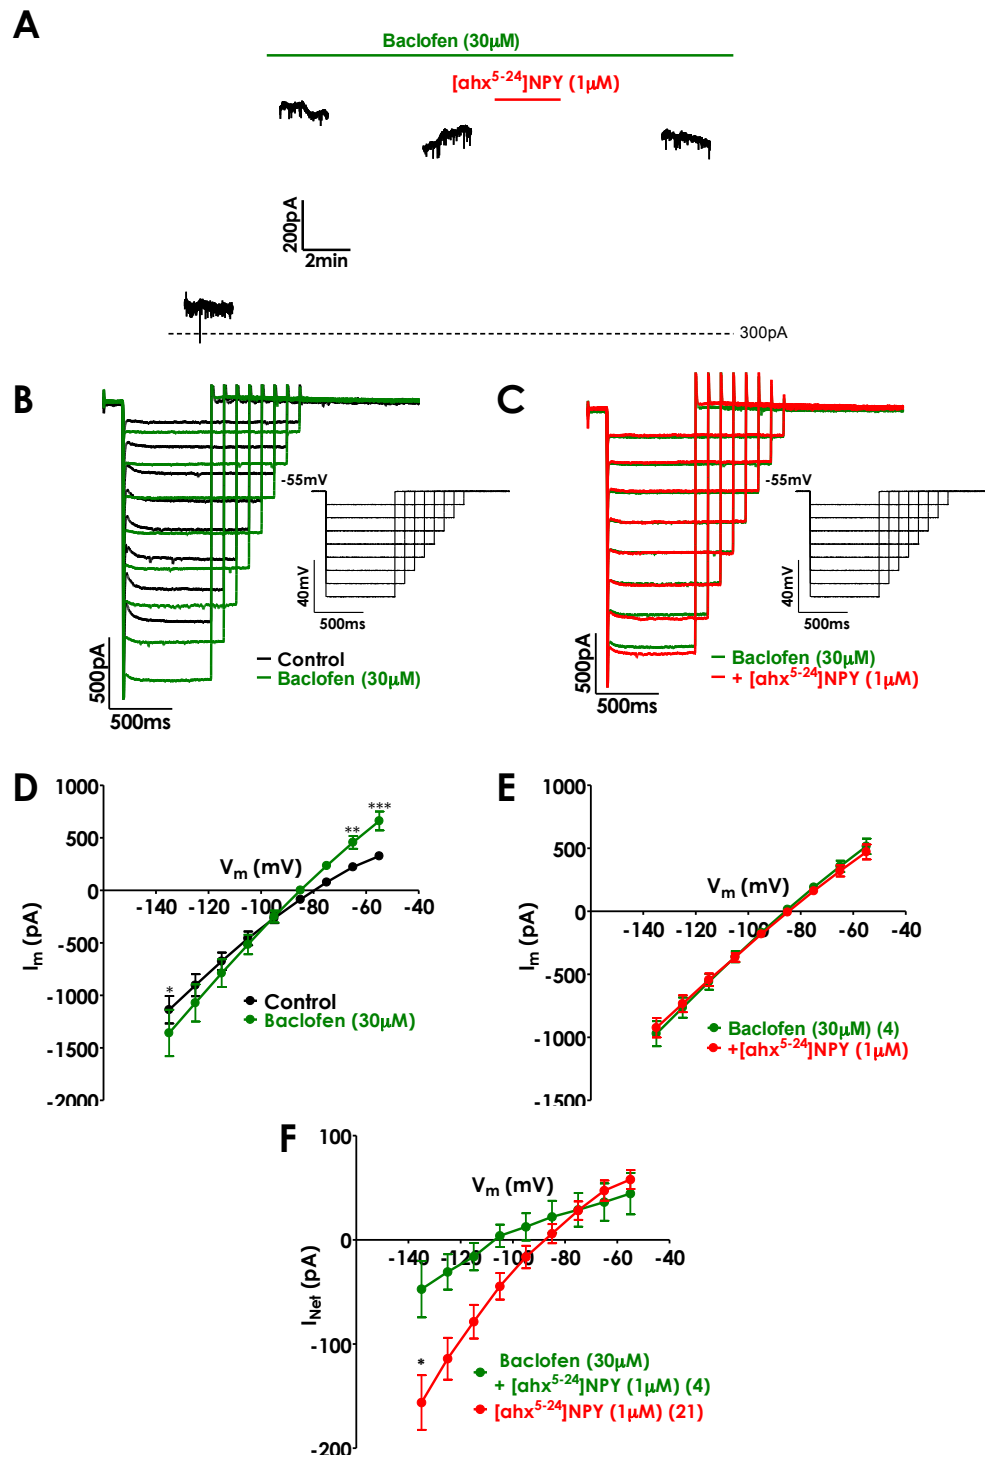 A
Baclofen (30μM)
[ahx5-24]NPY (1μM)
200pA
2min
300pA
B
-55mV
40mV
500ms
Control
Baclofen (30μM)
500pA
500ms
C
-55mV
40mV
500ms
Baclofen (30μM)
+ [ahx5-24]NPY (1μM)
500pA
500ms
D
1000
500
0
-500
-1000
-1500
-2000
Im (pA)
Vm (mV)
-140 -120 -100 -80 -60 -40
*
**
***
Control
Baclofen (30μM)
E
1000
500
0
-500
-1000
-1500
Im (pA)
Vm (mV)
-140 -120 -100 -80 -60 -40
Baclofen (30μM) (4)
+[ahx5-24]NPY (1μM)
F
100
0
-100
-200
INet (pA)
Vm (mV)
-140 -120 -100 -80 -60 -40
*
Baclofen (30μM)
+ [ahx5-24]NPY (1μM) (4)
[ahx5-24]NPY (1μM) (21)